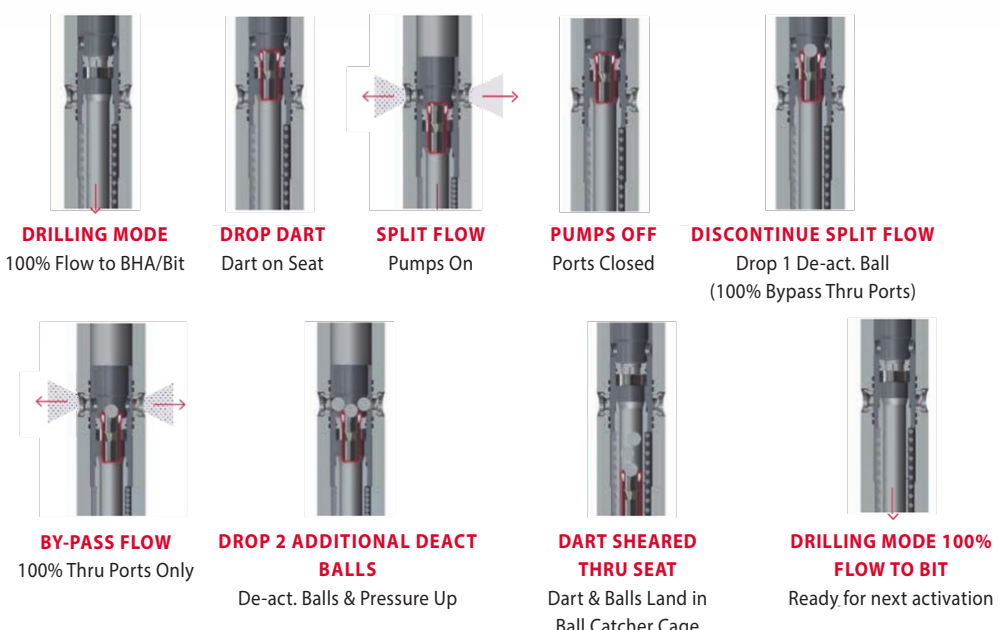 DRILLING MODE
100% Flow to BHA/Bit
DROP DART
Dart on Seat
SPLIT FLOW
Pumps On
PUMPS OFF
Ports Closed
DISCONTINUE SPLIT FLOW
Drop 1 De-act. Ball
(100% Bypass Thru Ports)
BY-PASS FLOW
100% Thru Ports Only
DROP 2 ADDITIONAL DEACT
BALLS
De-act. Balls & Pressure Up
DART SHEARED
THRU SEAT
Dart & Balls Land in
Ball Catcher Cage
DRILLING MODE 100%
FLOW TO BIT
Ready for next activation